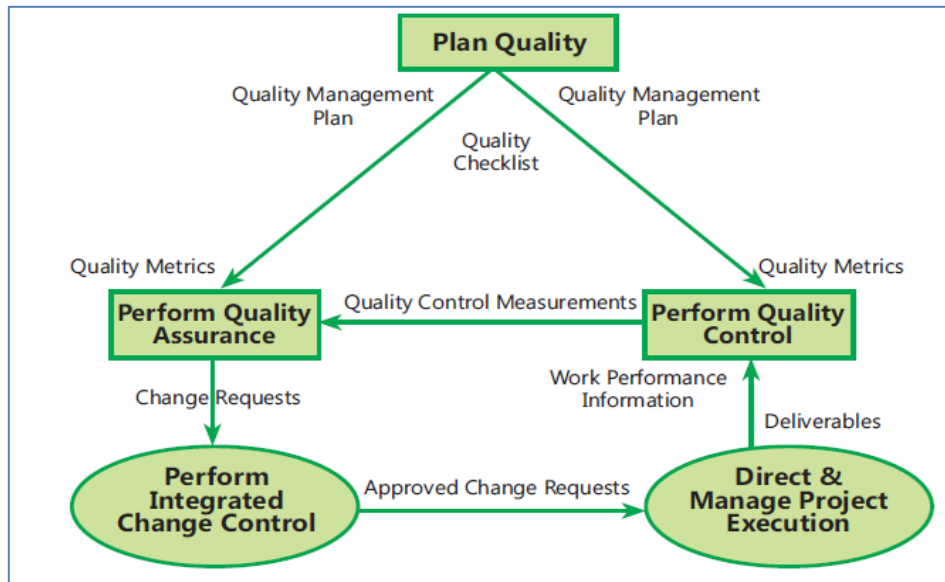 Plan Quality
Quality Management
Plan
Quality Management
Plan
Quality
Checklist
Quality Metrics
Quality Metrics
Perform Quality
Assurance
Quality Control Measurements
Perform Quality
Control
Change Requests
Work Performance
Information
Deliverables
Perform
Integrated
Change Control
Approved Change Requests
Direct &
Manage Project
Execution